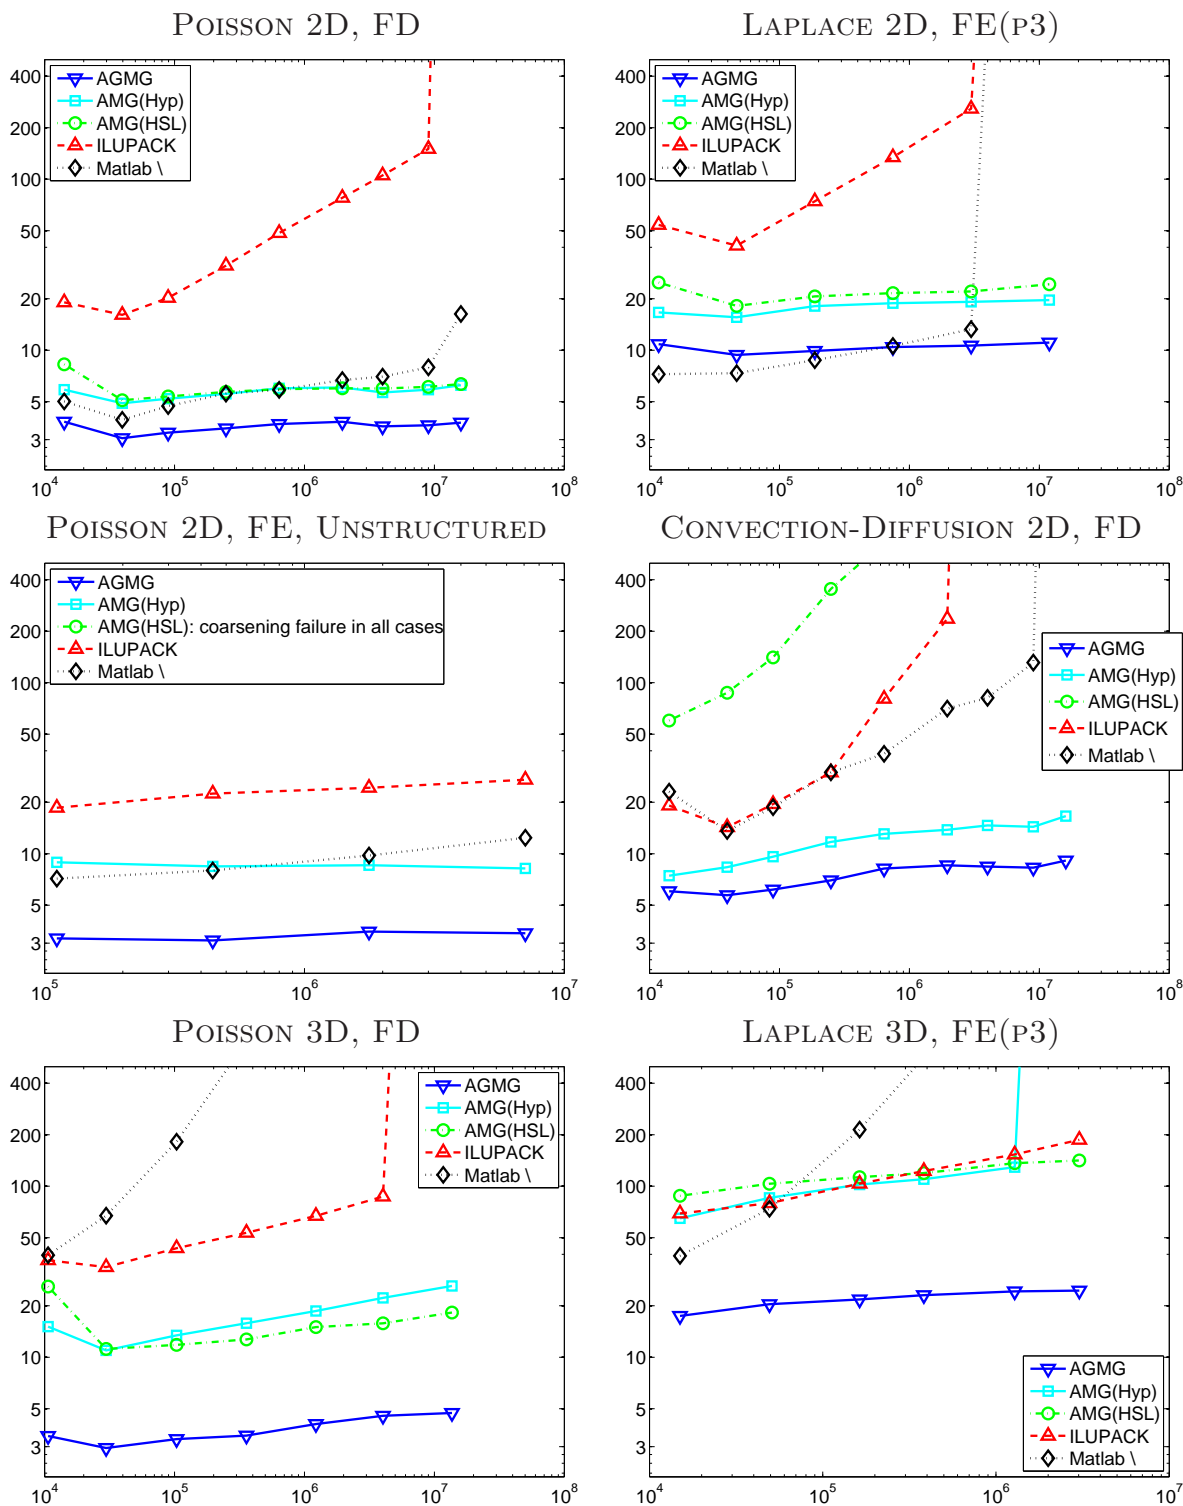 POISSON 2D, FD
400
200
100
50
20
10
5
3
10^4
10^5
10^6
10^7
10^8
AGMG
AMG(Hyp)
AMG(HSL)
ILUPACK
Matlab \
LAPLACE 2D, FE(P3)
400
200
100
50
20
10
5
3
10^4
10^5
10^6
10^7
10^8
AGMG
AMG(Hyp)
AMG(HSL)
ILUPACK
Matlab \
POISSON 2D, FE, UNSTRUCTURED
400
200
100
50
20
10
5
3
10^5
10^6
10^7
AGMG
AMG(Hyp)
AMG(HSL): coarsening failure in all cases
ILUPACK
Matlab \
CONVECTION-DIFFUSION 2D, FD
400
200
100
50
20
10
5
3
10^4
10^5
10^6
10^7
10^8
AGMG
AMG(Hyp)
AMG(HSL)
ILUPACK
Matlab \
POISSON 3D, FD
400
200
100
50
20
10
5
3
10^4
10^5
10^6
10^7
10^8
AGMG
AMG(Hyp)
AMG(HSL)
ILUPACK
Matlab \
LAPLACE 3D, FE(P3)
400
200
100
50
20
10
5
3
10^4
10^5
10^6
10^7
AGMG
AMG(Hyp)
AMG(HSL)
ILUPACK
Matlab \